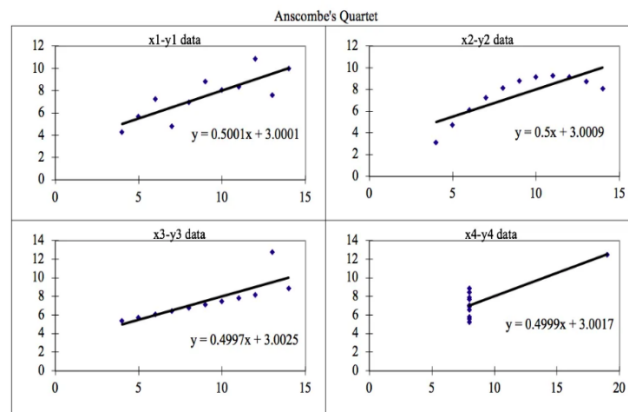 Anscombe's Quartet
x1-y1 data
12
10
8
6
4
2
0
y = 0.5001x + 3.0001
0 5 10 15
x2-y2 data
12
10
8
6
4
2
0
y = 0.5x + 3.0009
0 5 10 15
x3-y3 data
14
12
10
8
6
4
2
0
y = 0.4997x + 3.0025
0 5 10 15
x4-y4 data
14
12
10
8
6
4
2
0
y = 0.4999x + 3.0017
0 5 10 15 20